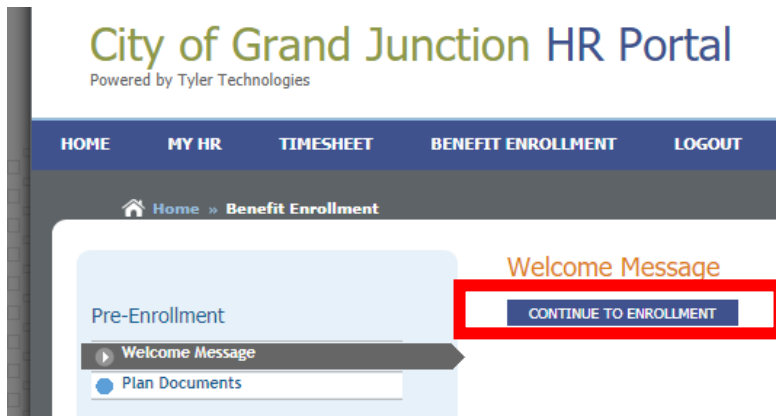 City of Grand Junction HR Portal
Powered by Tyler Technologies
HOME MY HR TIMESHEET BENEFIT ENROLLMENT LOGOUT
Home » Benefit Enrollment
Welcome Message
CONTINUE TO ENROLLMENT
Pre-Enrollment
Welcome Message
Plan Documents